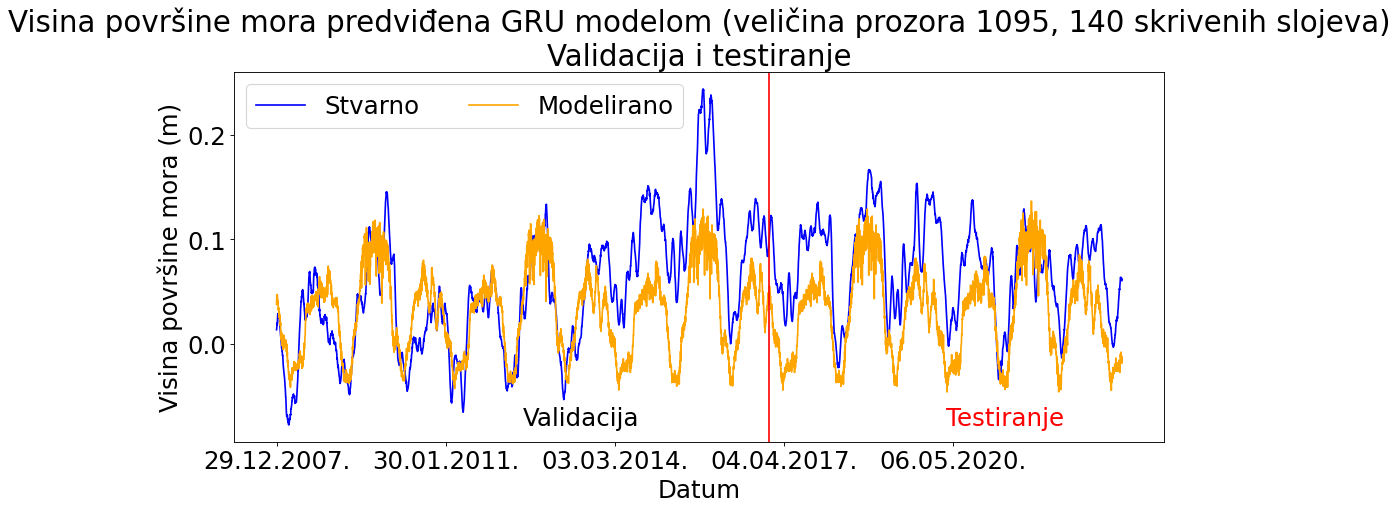 Visina površine mora predviđena GRU modelom (veličina prozora 1095, 140 skrivenih slojeva)
Validacija i testiranje
Stvarno
Modelirano
Visina površine mora (m)
0.2
0.1
0.0
Validacija
Testiranje
29.12.2007.
30.01.2011.
03.03.2014.
04.04.2017.
06.05.2020.
Datum